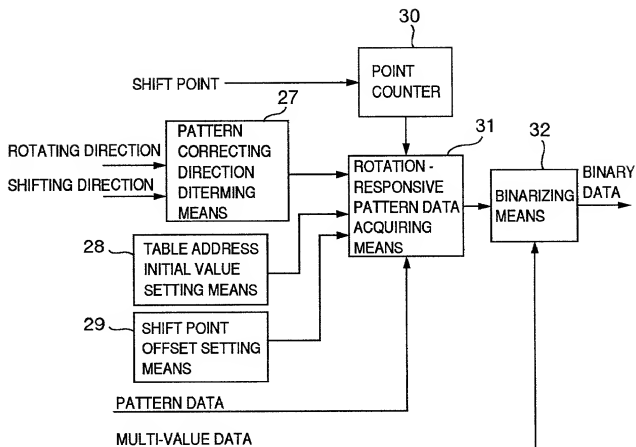 30
SHIFT POINT
POINT
COUNTER
27
ROTATING DIRECTION
SHIFTING DIRECTION
PATTERN
CORRECTING
DIRECTION
DITERMING
MEANS
31
ROTATION -
RESPONSIVE
PATTERN DATA
ACQUIRING
MEANS
32
BINARIZING
MEANS
BINARY
DATA
28
TABLE ADDRESS
INITIAL VALUE
SETTING MEANS
29
SHIFT POINT
OFFSET SETTING
MEANS
PATTERN DATA
MULTI-VALUE DATA